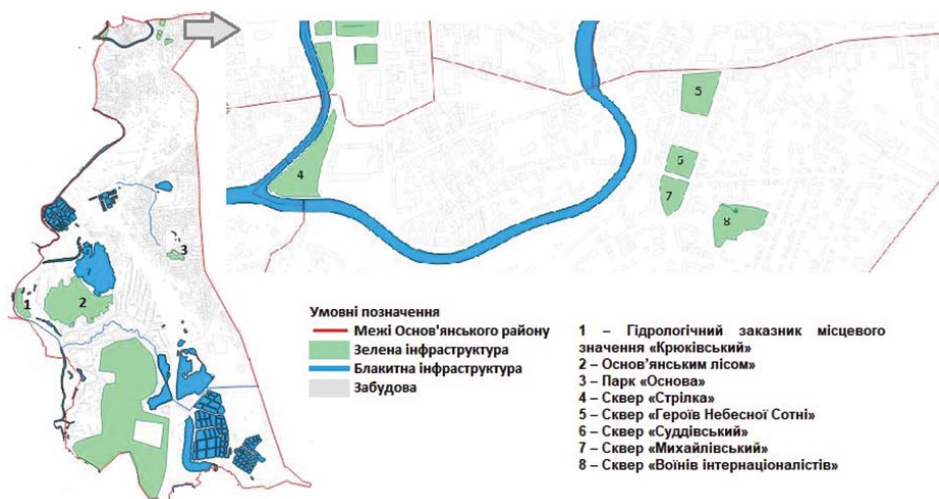 5
4
6
7
8
3
1
2
Умовні позначення
Межі Основ'янського району
Зелена інфраструктура
Блакитна інфраструктура
Забудова
1 – Гідрологічний заказник місцевого
значення «Крюківський»
2 – Основ'янським лісом»
3 – Парк «Основа»
4 – Сквер «Стрілка»
5 – Сквер «Героїв Небесної Сотні»
6 – Сквер «Суддівський»
7 – Сквер «Михайлівський»
8 – Сквер «Воїнів інтернаціоналістів»